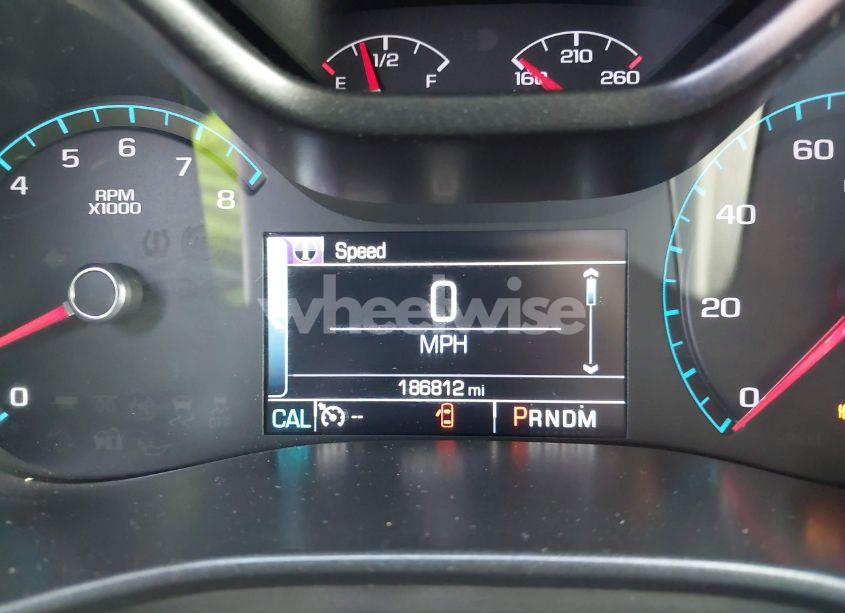 E 1/2 F
160 210 260
4 5 6 7 8
RPM
X1000
0
Speed
0
MPH
186812 mi
CAL -- PRNDM
60
40
20
0
wheelwise